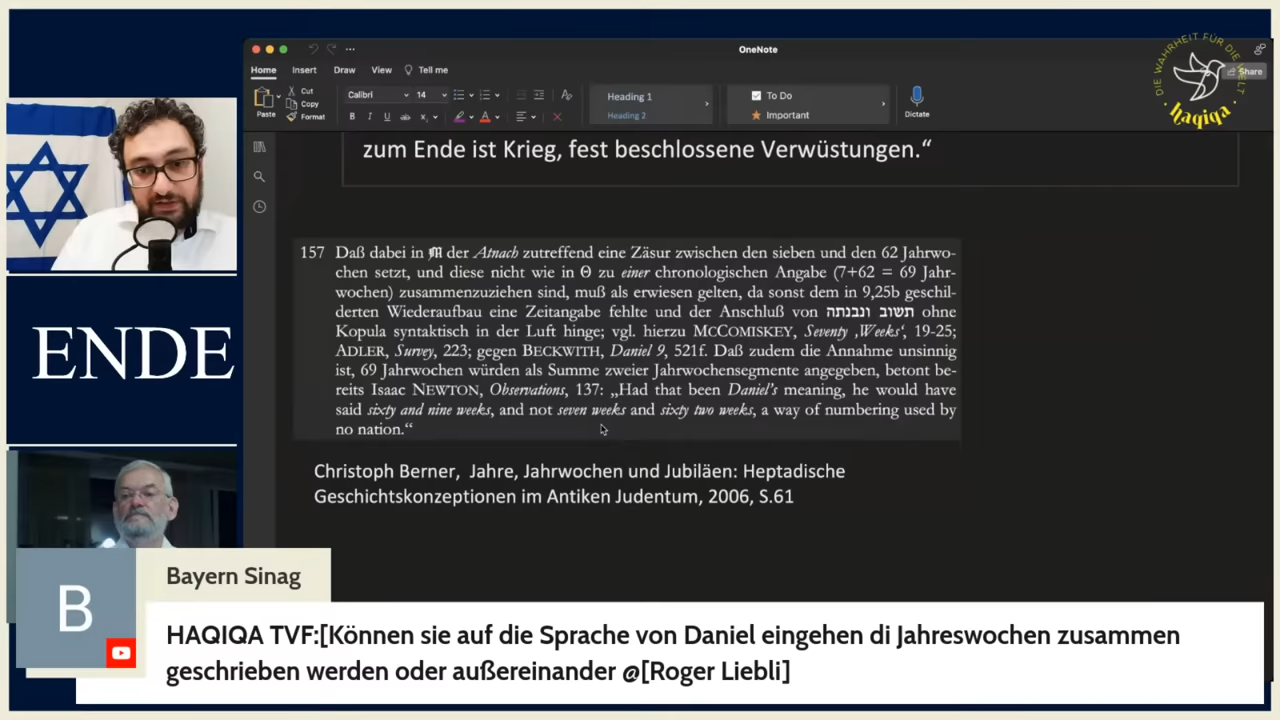 OneNote
Home Insert Draw View Tell me
Share
Paste
Cut
Copy
Format
Calibri 14
Heading 1
Heading 2
To Do
Important
Dictate
DIE WAHRHEIT FÜR DIE WELT
haqiqa
zum Ende ist Krieg, fest beschlossene Verwüstungen.“
157 Daß dabei in 𝔐 der Atnach zutreffend eine Zäsur zwischen den sieben und den 62 Jahrwo-
chen setzt, und diese nicht wie in Θ zu einer chronologischen Angabe (7+62 = 69 Jahr-
wochen) zusammenzuziehen sind, muß als erwiesen gelten, da sonst dem in 9,25b geschil-
derten Wiederaufbau eine Zeitangabe fehlte und der Anschluß von תשוב ונבנתה ohne
Kopula syntaktisch in der Luft hinge; vgl. hierzu MCCOMISKEY, Seventy ‚Weeks‘, 19-25;
ADLER, Survey, 223; gegen BECKWITH, Daniel 9, 521f. Daß zudem die Annahme unsinnig
ist, 69 Jahrwochen würden als Summe zweier Jahrwochensegmente angegeben, betont be-
reits Isaac NEWTON, Observations, 137: „Had that been Daniel's meaning, he would have
said sixty and nine weeks, and not seven weeks and sixty two weeks, a way of numbering used by
no nation.“
Christoph Berner, Jahre, Jahrwochen und Jubiläen: Heptadische
Geschichtskonzeptionen im Antiken Judentum, 2006, S.61
ENDE
B
Bayern Sinag
HAQIQA TVF:[Können sie auf die Sprache von Daniel eingehen di Jahreswochen zusammen
geschrieben werden oder außereinander @[Roger Liebli]